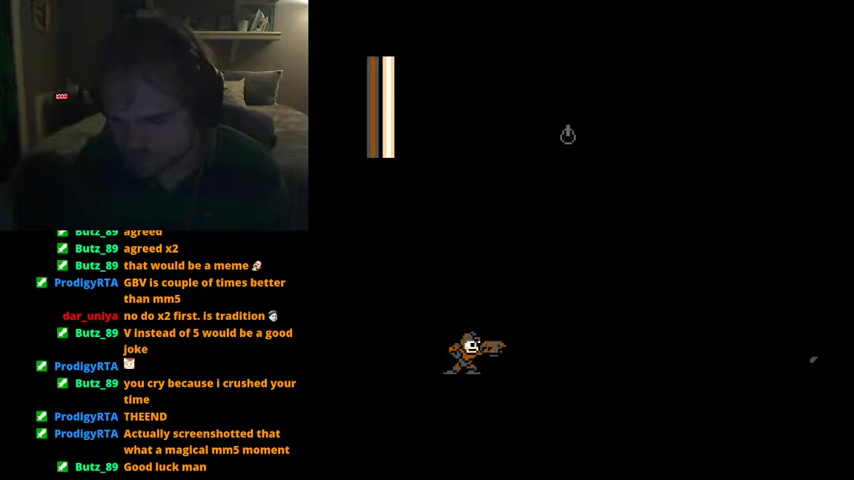 Butz_89 agreed
Butz_89 agreed x2
Butz_89 that would be a meme
ProdigyRTA GBV is couple of times better
than mm5
dar_uniya no do x2 first. is tradition
Butz_89 V instead of 5 would be a good
joke
ProdigyRTA
Butz_89 you cry because i crushed your
time
ProdigyRTA THEEND
ProdigyRTA Actually screenshotted that
what a magical mm5 moment
Butz_89 Good luck man